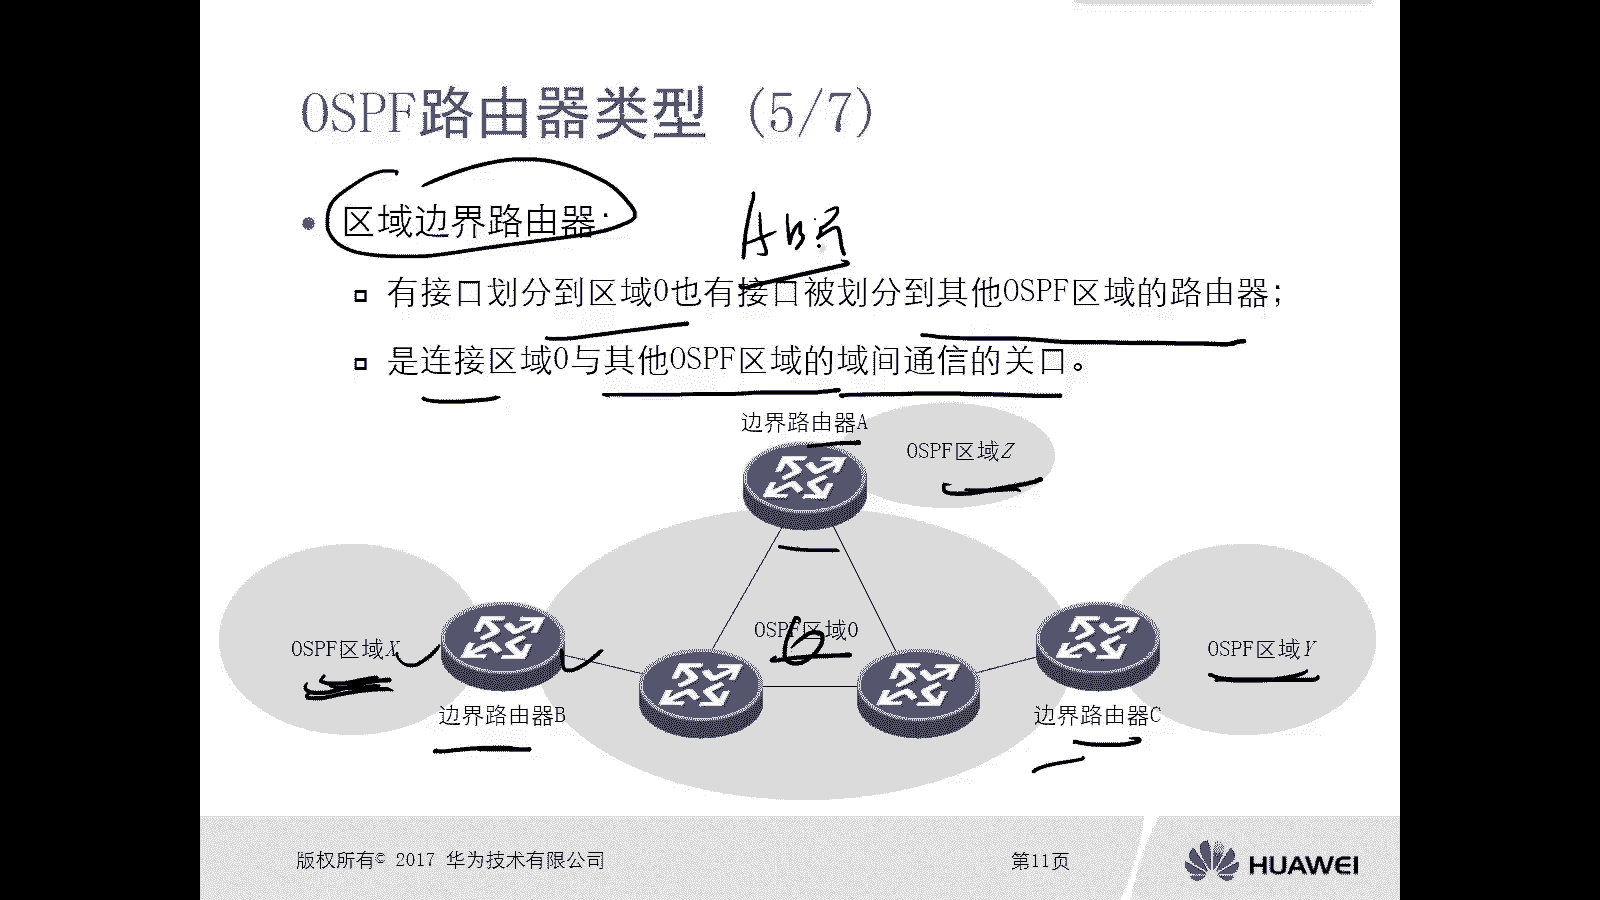 OSPF路由器类型 (5/7)
区域边界路由器:
ABR
有接口划分到区域0也有接口被划分到其他OSPF区域的路由器;
是连接区域0与其他OSPF区域的域间通信的关口。
边界路由器A
OSPF区域Z
OSPF区域0
OSPF区域X
OSPF区域Y
边界路由器B
边界路由器C
版权所有© 2017 华为技术有限公司
第11页
HUAWEI